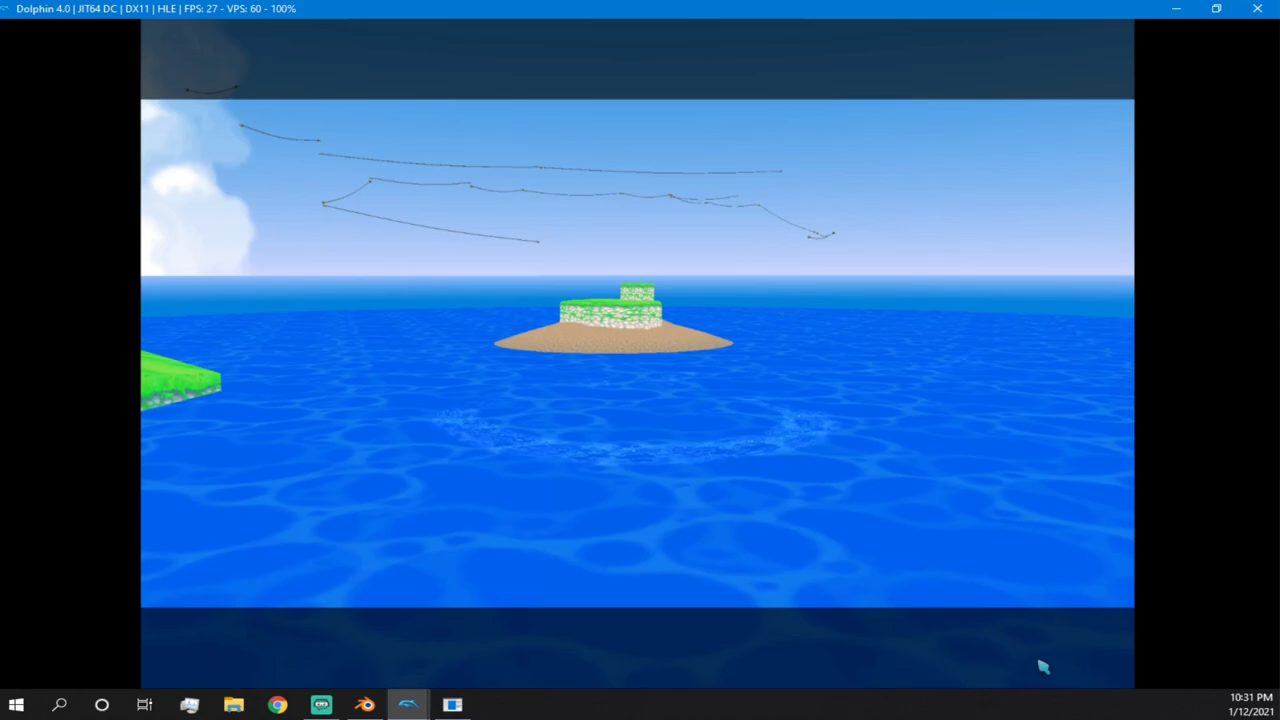 Dolphin 4.0 | JIT64 DC | DX11 | HLE | FPS: 27 - VPS: 60 - 100%
10:31 PM
1/12/2021